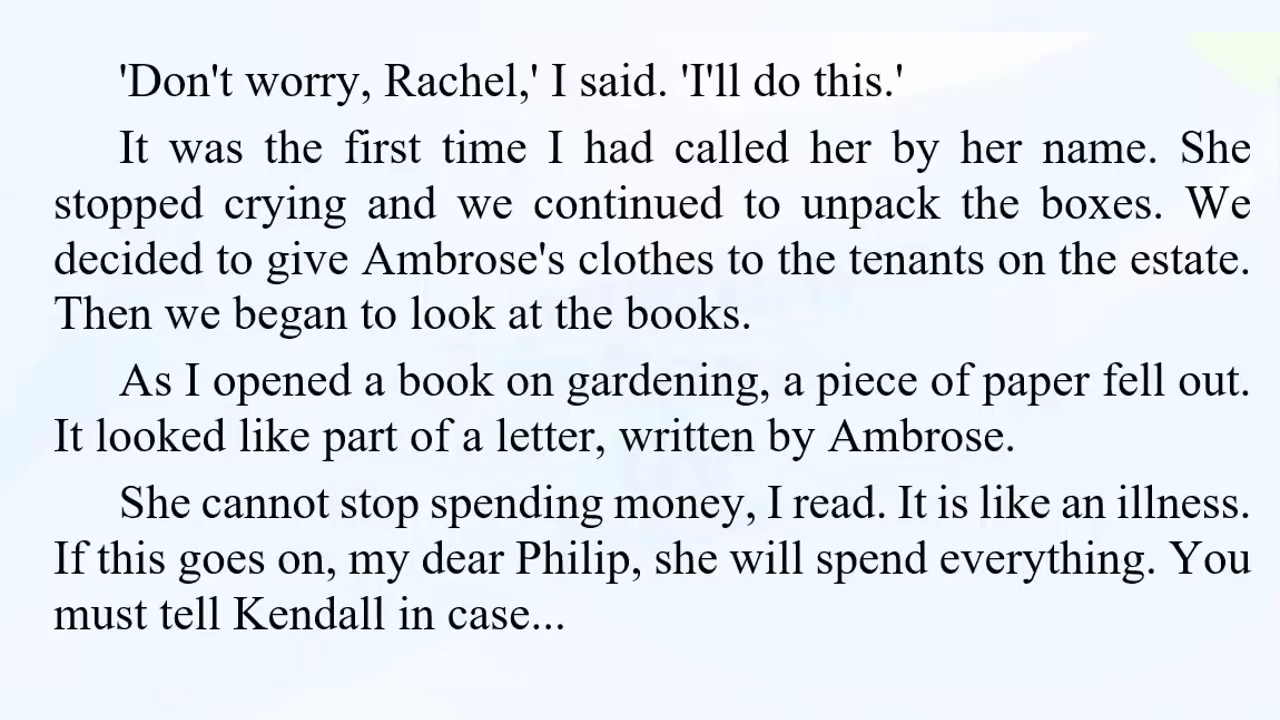 'Don't worry, Rachel,' I said. 'I'll do this.'
It was the first time I had called her by her name. She
stopped crying and we continued to unpack the boxes. We
decided to give Ambrose's clothes to the tenants on the estate.
Then we began to look at the books.
As I opened a book on gardening, a piece of paper fell out.
It looked like part of a letter, written by Ambrose.
She cannot stop spending money, I read. It is like an illness.
If this goes on, my dear Philip, she will spend everything. You
must tell Kendall in case...